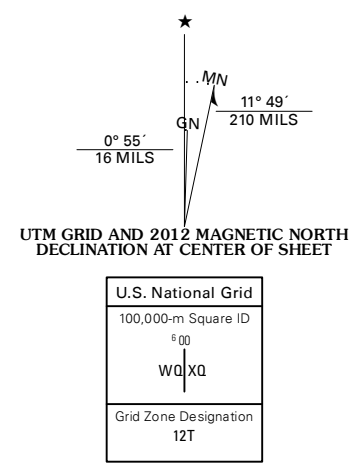 ★
MN
11° 49´
210 MILS
GN
0° 55´
16 MILS
UTM GRID AND 2012 MAGNETIC NORTH
DECLINATION AT CENTER OF SHEET
U.S. National Grid
100,000-m Square ID
⁶00
WQ XQ
Grid Zone Designation
12T